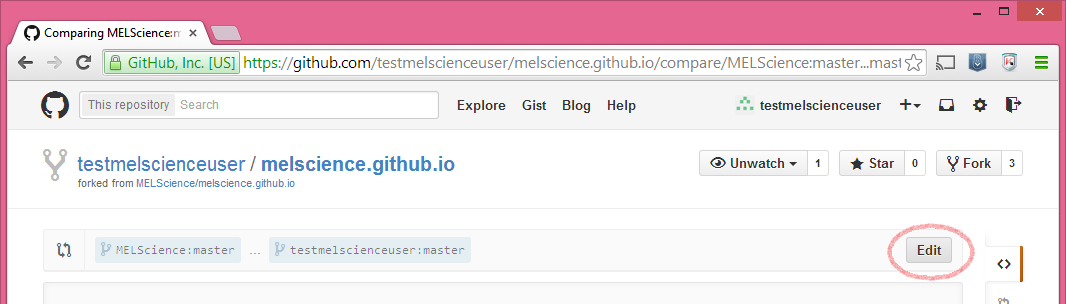 Comparing MELScience:m
GitHub, Inc. [US] https://github.com/testmelscienceuser/melscience.github.io/compare/MELScience:master...mast
This repository Search Explore Gist Blog Help testmelscienceuser
testmelscienceuser / melscience.github.io Unwatch 1 Star 0 Fork 3
forked from MELScience/melscience.github.io
MELScience:master ... testmelscienceuser:master Edit